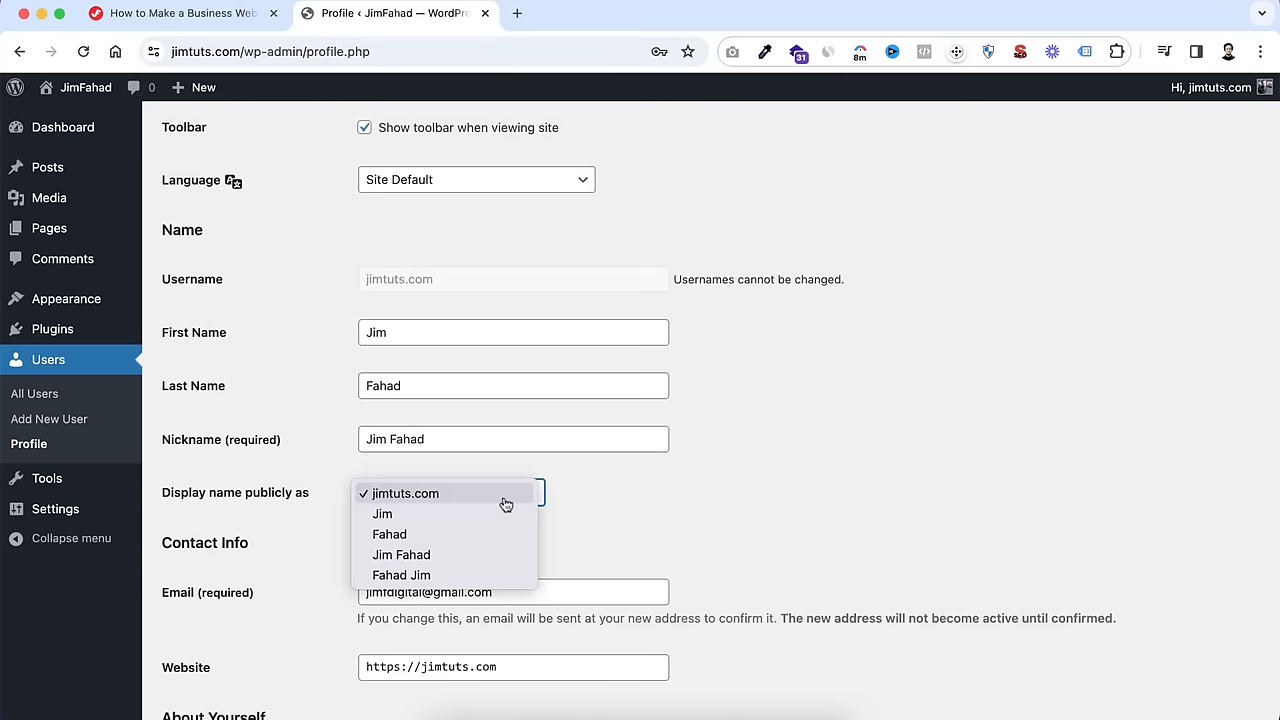 How to Make a Business Web
Profile ‹ JimFahad — WordPre
jimtuts.com/wp-admin/profile.php
31
8m
JimFahad
0
New
Hi, jimtuts.com
Dashboard
Posts
Media
Pages
Comments
Appearance
Plugins
Users
All Users
Add New User
Profile
Tools
Settings
Collapse menu
Toolbar
Show toolbar when viewing site
Language
Site Default
Name
Username
jimtuts.com
Usernames cannot be changed.
First Name
Jim
Last Name
Fahad
Nickname (required)
Jim Fahad
Display name publicly as
✓ jimtuts.com
Jim
Fahad
Jim Fahad
Fahad Jim
Contact Info
Email (required)
jimfdigital@gmail.com
If you change this, an email will be sent at your new address to confirm it. The new address will not become active until confirmed.
Website
https://jimtuts.com
About Yourself